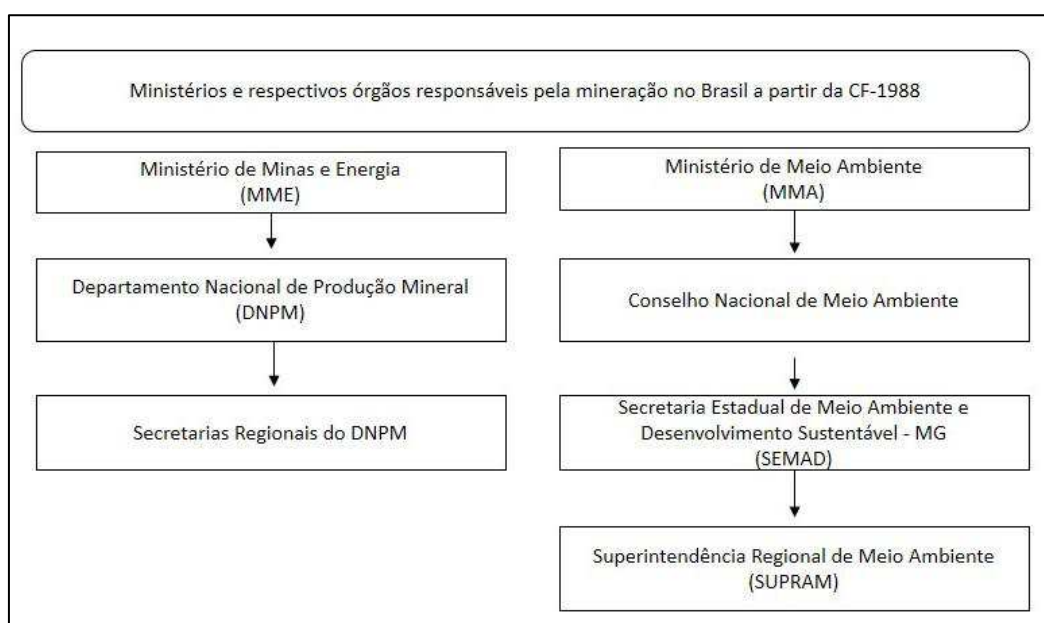 Ministérios e respectivos órgãos responsáveis pela mineração no Brasil a partir da CF-1988
Ministério de Minas e Energia
(MME)
Departamento Nacional de Produção Mineral
(DNPM)
Secretarias Regionais do DNPM
Ministério de Meio Ambiente
(MMA)
Conselho Nacional de Meio Ambiente
Secretaria Estadual de Meio Ambiente e
Desenvolvimento Sustentável - MG
(SEMAD)
Superintendência Regional de Meio Ambiente
(SUPRAM)